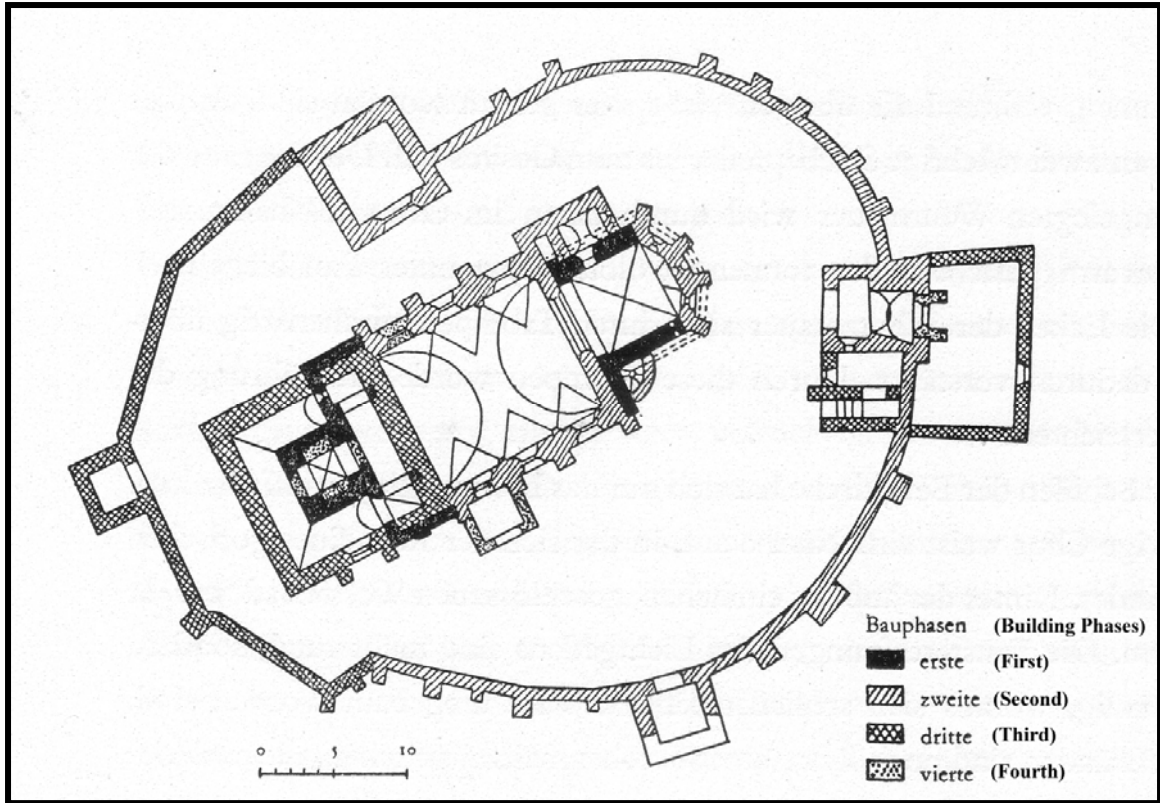 Bauphasen (Building Phases)
erste (First)
zweite (Second)
dritte (Third)
vierte (Fourth)
0 5 10